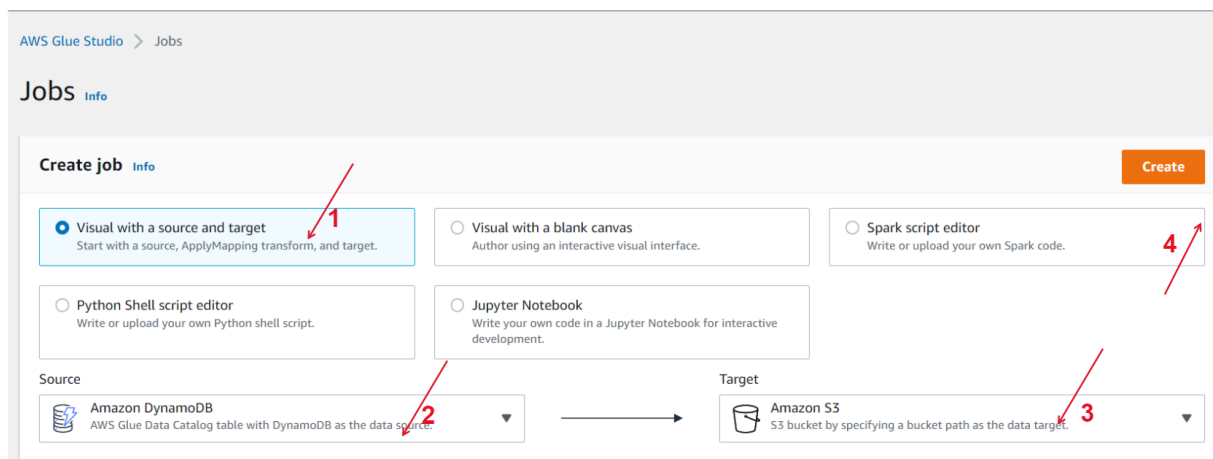 AWS Glue Studio > Jobs
Jobs Info
Create job Info
Create
1
Visual with a source and target
Start with a source, ApplyMapping transform, and target.
Visual with a blank canvas
Author using an interactive visual interface.
Spark script editor
Write or upload your own Spark code.
4
Python Shell script editor
Write or upload your own Python shell script.
Jupyter Notebook
Write your own code in a Jupyter Notebook for interactive
development.
Source
Target
Amazon DynamoDB
AWS Glue Data Catalog table with DynamoDB as the data source.
2
Amazon S3
S3 bucket by specifying a bucket path as the data target.
3